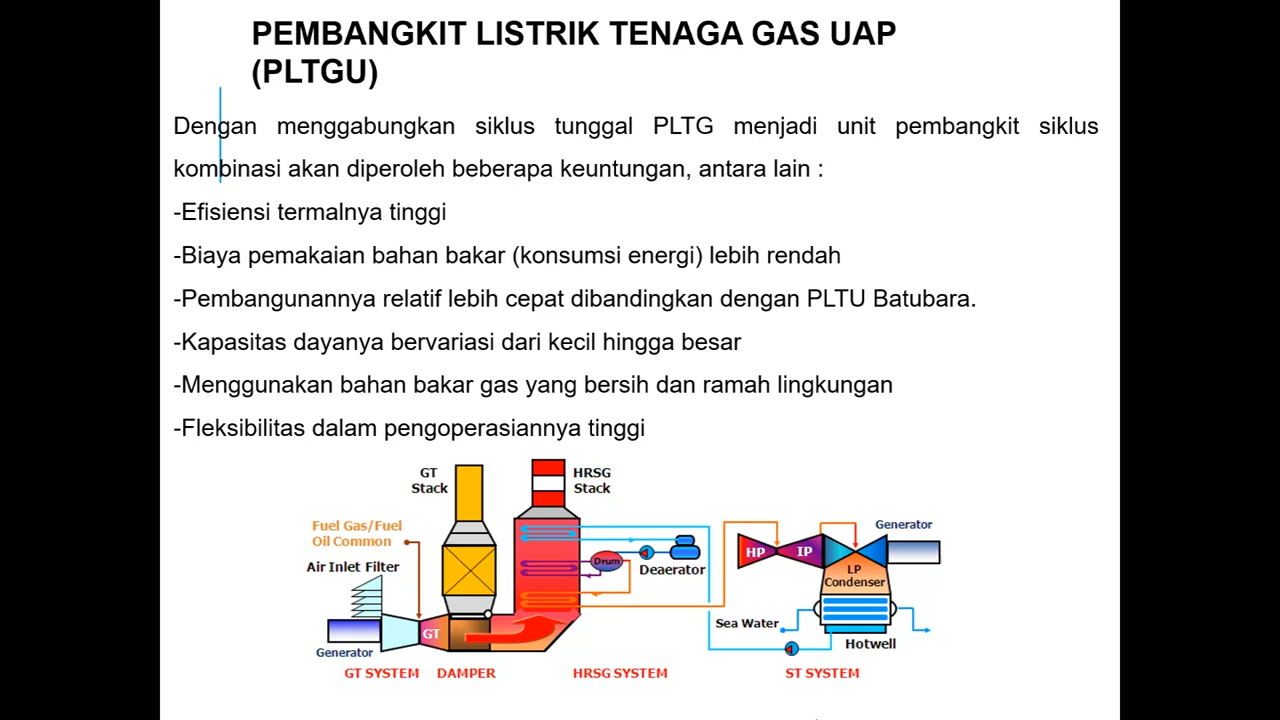 PEMBANGKIT LISTRIK TENAGA GAS UAP
(PLTGU)
Dengan menggabungkan siklus tunggal PLTG menjadi unit pembangkit siklus
kombinasi akan diperoleh beberapa keuntungan, antara lain :
-Efisiensi termalnya tinggi
-Biaya pemakaian bahan bakar (konsumsi energi) lebih rendah
-Pembangunannya relatif lebih cepat dibandingkan dengan PLTU Batubara.
-Kapasitas dayanya bervariasi dari kecil hingga besar
-Menggunakan bahan bakar gas yang bersih dan ramah lingkungan
-Fleksibilitas dalam pengoperasiannya tinggi
GT
Stack
HRSG
Stack
Fuel Gas/Fuel
Oil Common
Air Inlet Filter
Generator
GT
Drum
Deaerator
HP
IP
Generator
LP
Condenser
Sea Water
Hotwell
GT SYSTEM
DAMPER
HRSG SYSTEM
ST SYSTEM